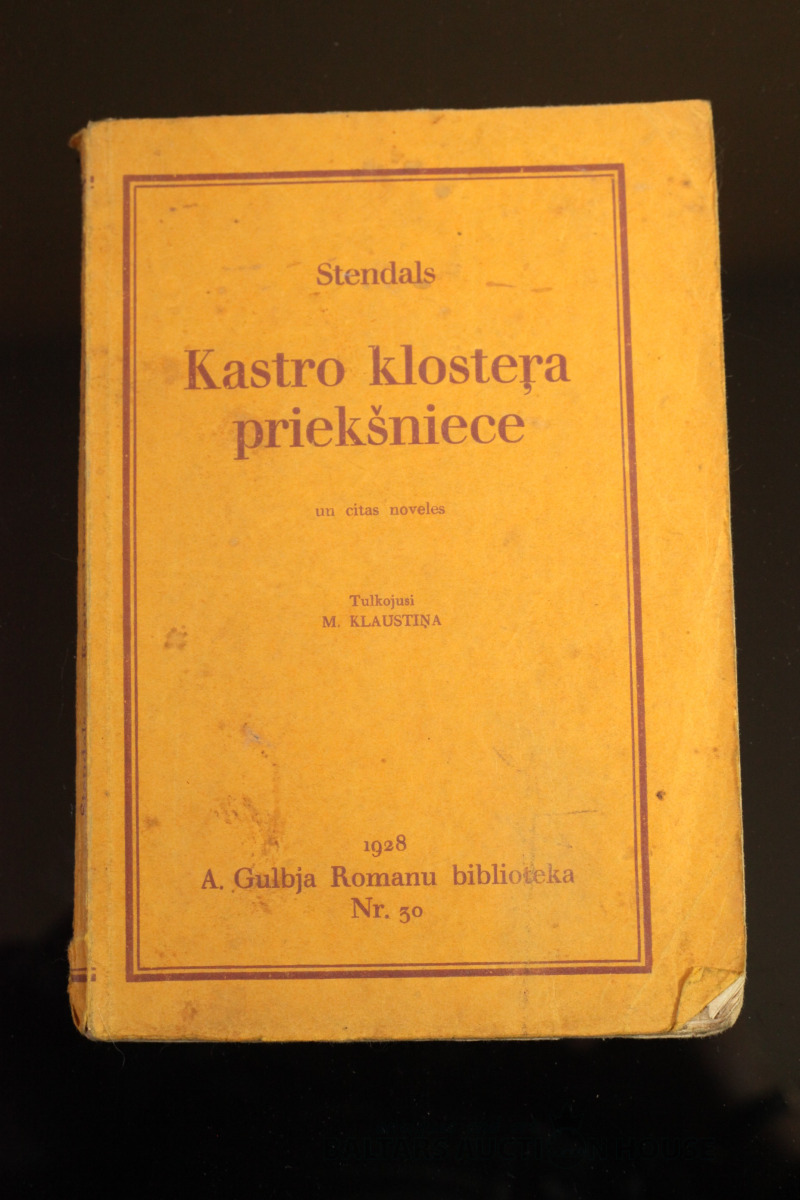 Stendals
Kastro klosteŗa
priekšniece
un citas noveles
Tulkojusi
M. KLAUSTIŅA
1928
A. Gulbja Romanu biblioteka
Nr. 30